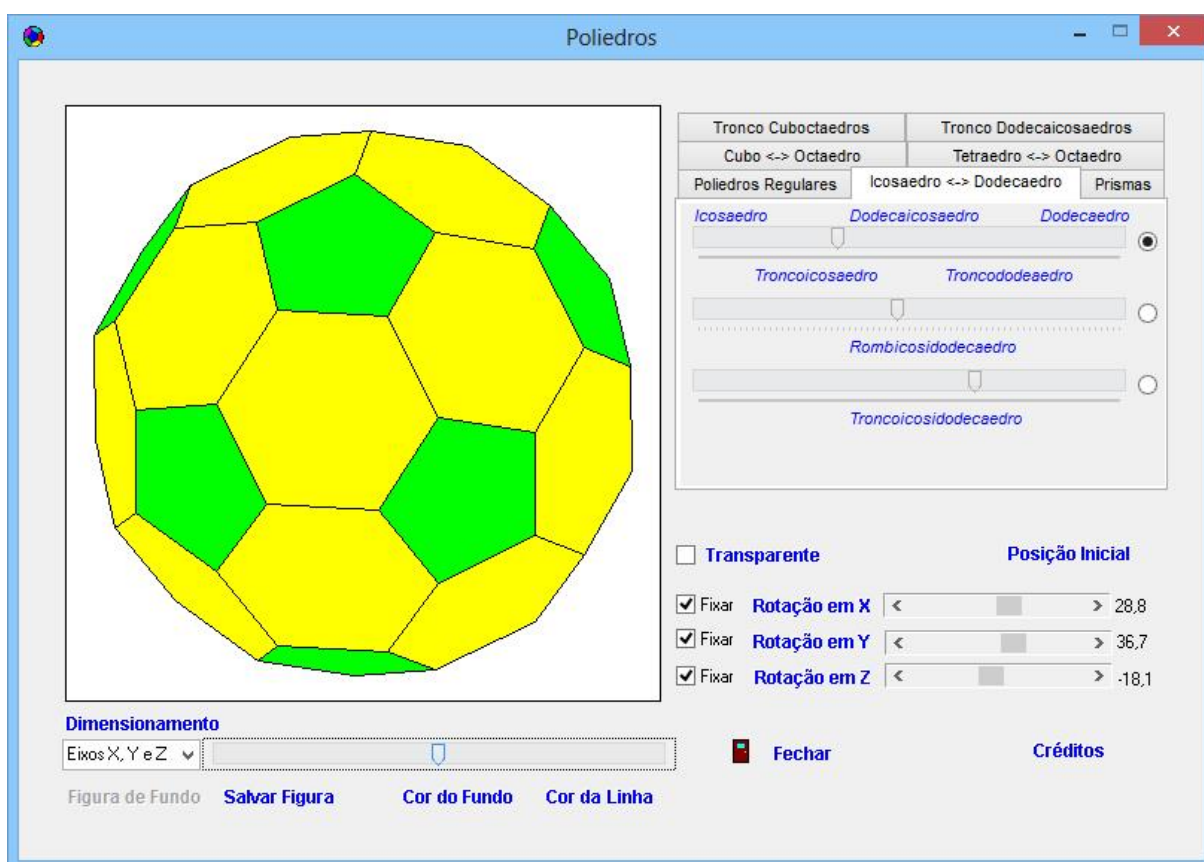 Poliedros
Tronco Cuboctaedros Tronco Dodecaicosaedros
Cubo <-> Octaedro Tetraedro <-> Octaedro
Poliedros Regulares Icosaedro <-> Dodecaedro Prismas
Icosaedro Dodecaicosaedro Dodecaedro
Troncoicosaedro Troncododeaedro
Rombicosidodecaedro
Troncoicosidodecaedro
Transparente Posição Inicial
Fixar Rotação em X 28,8
Fixar Rotação em Y 36,7
Fixar Rotação em Z -18,1
Dimensionamento
Eixos X, Y e Z
Fechar Créditos
Figura de Fundo Salvar Figura Cor do Fundo Cor da Linha